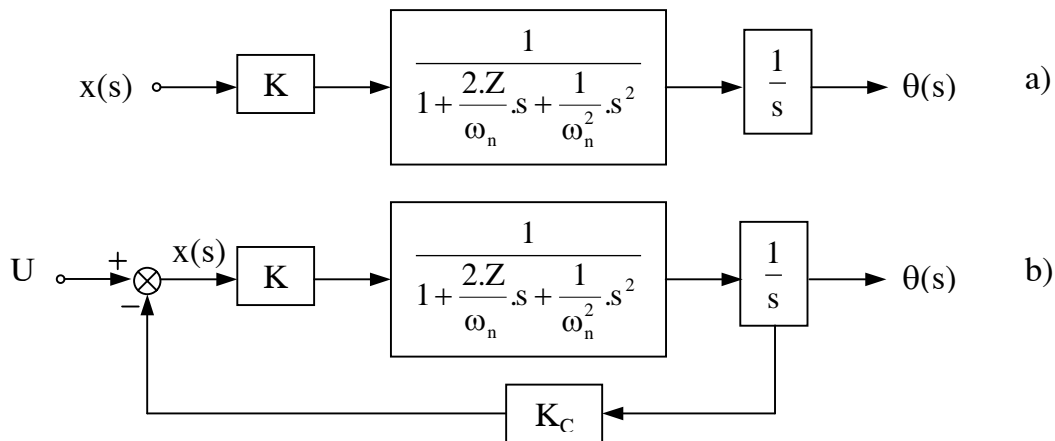 x(s) K 1 / 1 + 2.Z/ωn .s + 1/ωn² .s² 1/s θ(s) a)
U + − x(s) K 1 / 1 + 2.Z/ωn .s + 1/ωn² .s² 1/s θ(s) b)
KC